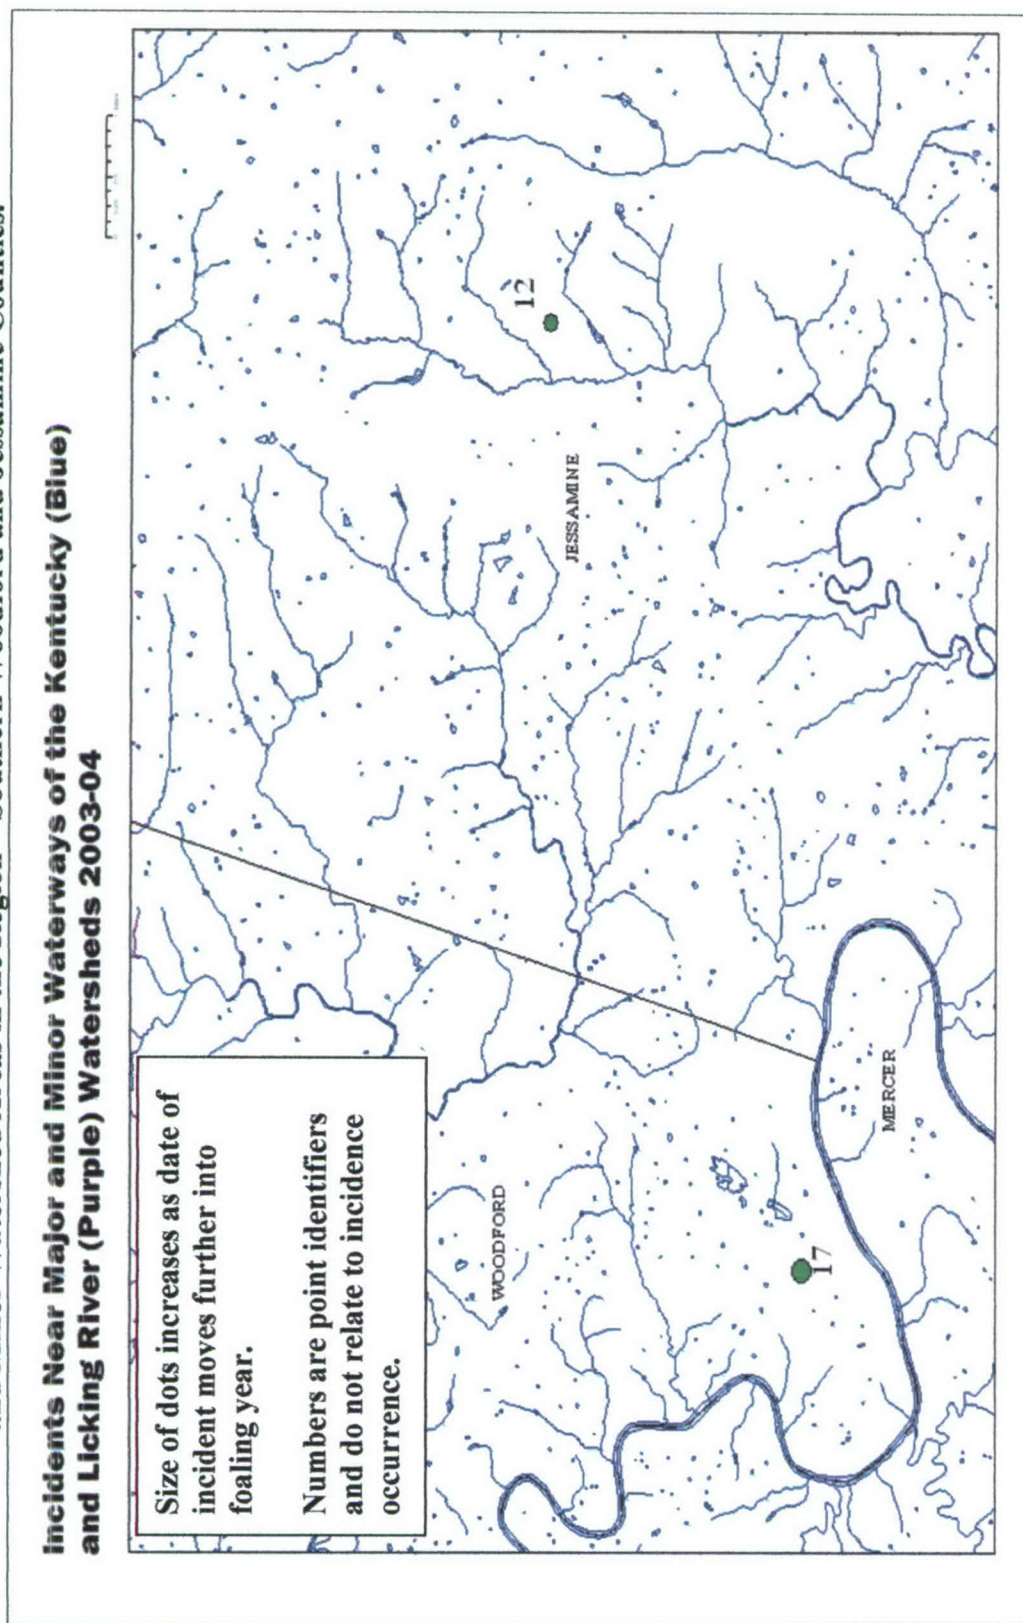 Incidents Near Major and Minor Waterways of the Kentucky (Blue)
and Licking River (Purple) Watersheds 2003-04
Size of dots increases as date of
incident moves further into
foaling year.
Numbers are point identifiers
and do not relate to incidence
occurrence.
WOODFORD
JESSAMINE
MERCER
12
17